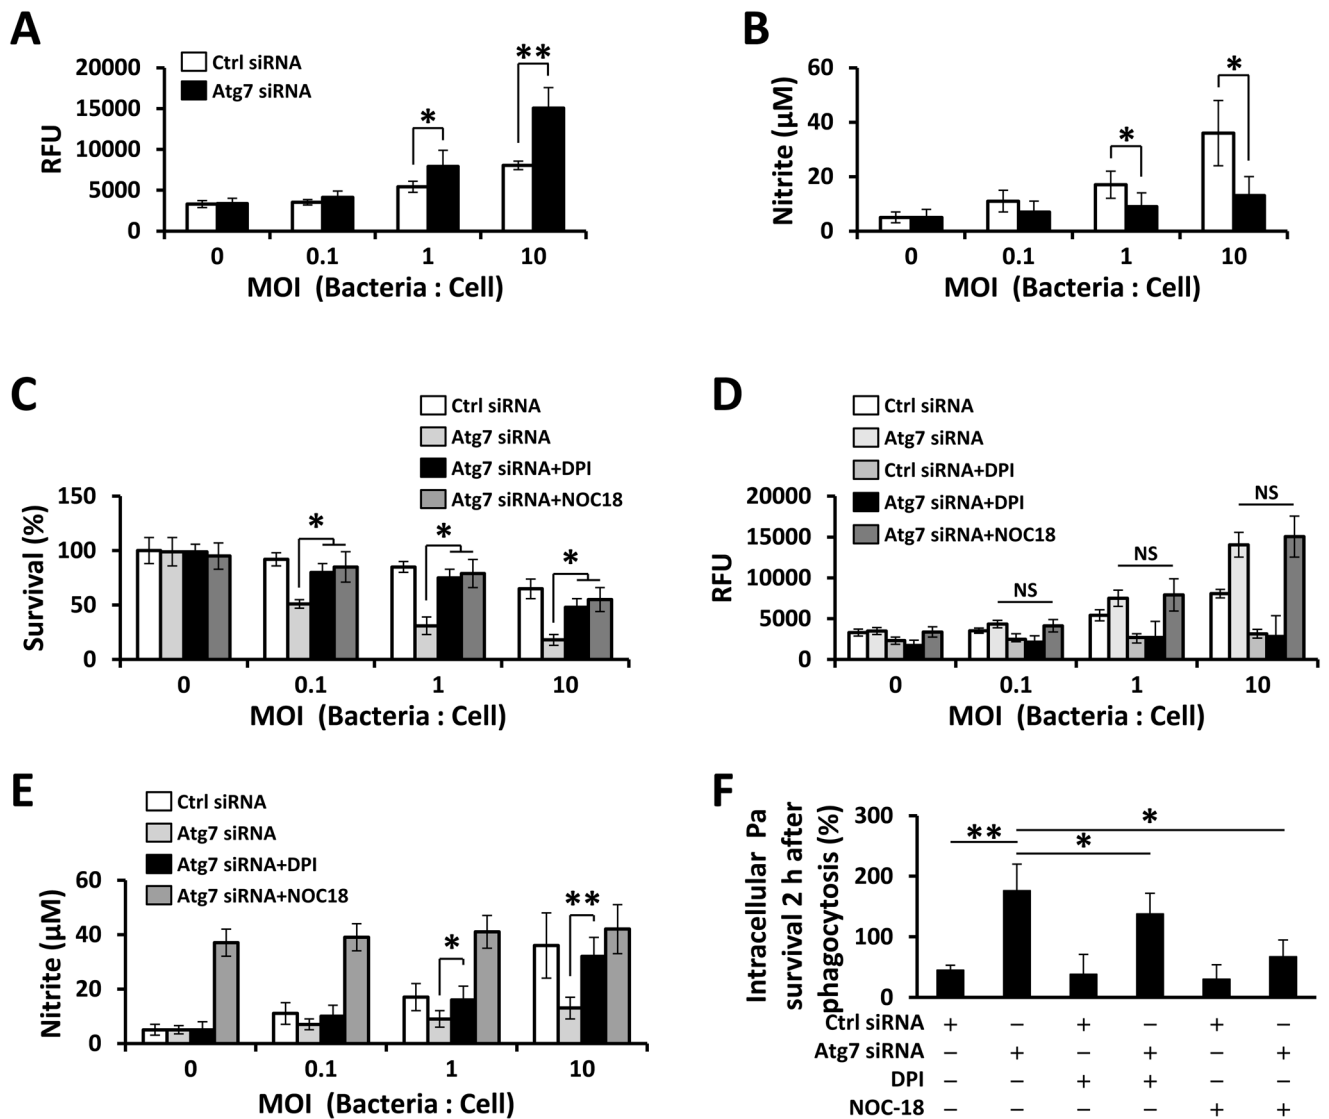 A
Ctrl siRNA
Atg7 siRNA
**
*
20000
15000
10000
5000
0
RFU
0 0.1 1 10
MOI (Bacteria : Cell)
B
*
*
60
40
20
0
Nitrite (µM)
0 0.1 1 10
MOI (Bacteria : Cell)
C
Ctrl siRNA
Atg7 siRNA
Atg7 siRNA+DPI
Atg7 siRNA+NOC18
* * *
150
100
50
0
Survival (%)
0 0.1 1 10
MOI (Bacteria : Cell)
D
Ctrl siRNA
Atg7 siRNA
Ctrl siRNA+DPI
Atg7 siRNA+DPI
Atg7 siRNA+NOC18
NS
NS
NS
20000
15000
10000
5000
0
RFU
0 0.1 1 10
MOI (Bacteria : Cell)
E
Ctrl siRNA
Atg7 siRNA
Atg7 siRNA+DPI
Atg7 siRNA+NOC18
* **
60
40
20
0
Nitrite (µM)
0 0.1 1 10
MOI (Bacteria : Cell)
F
Intracellular Pa
survival 2 h after
phagocytosis (%)
300
200
100
0
** * *
Ctrl siRNA + − + − + −
Atg7 siRNA − + − + − +
DPI − − + + − −
NOC-18 − − − − + +